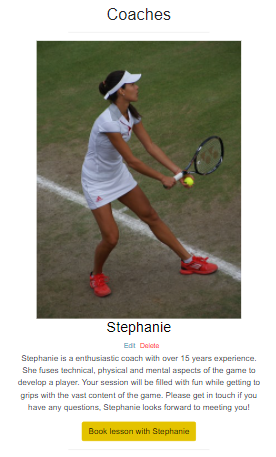 Coaches
Stephanie
Edit Delete
Stephanie is a enthusiastic coach with over 15 years experience.
She fuses technical, physical and mental aspects of the game to
develop a player. Your session will be filled with fun while getting to
grips with the vast content of the game. Please get in touch if you
have any questions, Stephanie looks forward to meeting you!
Book lesson with Stephanie